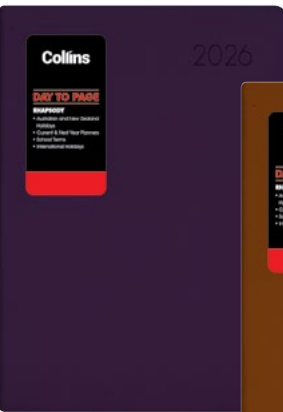 Collins
2026
DAY TO PAGE
RHAPSODY
• Australian and New Zealand
Holidays
• Current & Next Year Planners
• School Terms
• International Holidays